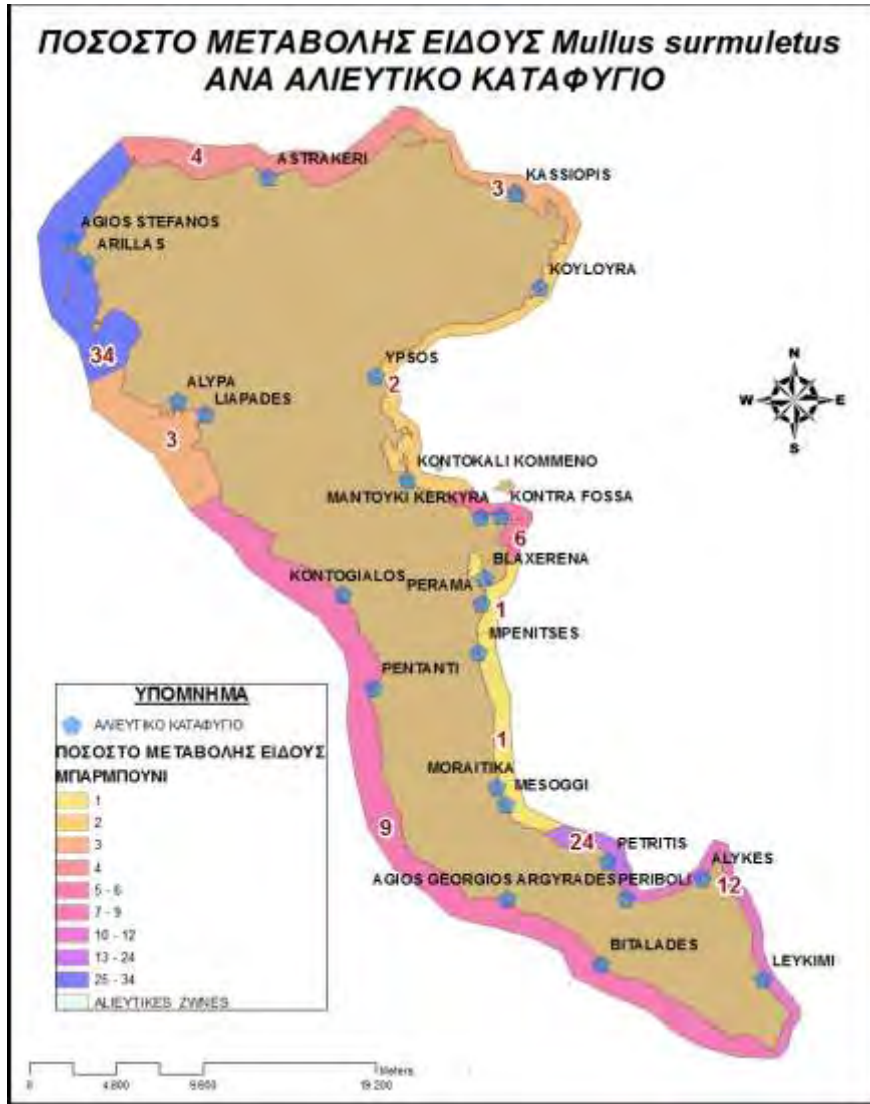 ΠΟΣΟΣΤΟ ΜΕΤΑΒΟΛΗΣ ΕΙΔΟΥΣ Mullus surmuletus
ΑΝΑ ΑΛΙΕΥΤΙΚΟ ΚΑΤΑΦΥΓΙΟ
4
ASTRAKERI
KASSIOPIS
3
AGIOS STEFANOS
ARILLAS
KOYLOYRA
34
YPSOS
2
ALYPA
LIAPADES
3
N
W E
S
KONTOKALI KOMMENO
MANTOYKI KERKYRA KONTRA FOSSA
6
BLAXERENA
KONTOGIALOS
PERAMA
1
MPENITSES
PENTANTI
1
MORAITIKA
MESOGGI
9
24
PETRITIS
ALYKES
12
AGIOS GEORGIOS ARGYRADES PERIBOLI
BITALADES
LEYKIMI
ΥΠΟΜΝΗΜΑ
ΑΛΙΕΥΤΙΚΟ ΚΑΤΑΦΥΓΙΟ
ΠΟΣΟΣΤΟ ΜΕΤΑΒΟΛΗΣ ΕΙΔΟΥΣ
ΜΠΑΡΜΠΟΥΝΙ
1
2
3
4
5 - 6
7 - 9
10 - 12
13 - 24
25 - 34
ALIEYTIKES_ZWNES
Meters
0 4.800 9.600 19.200